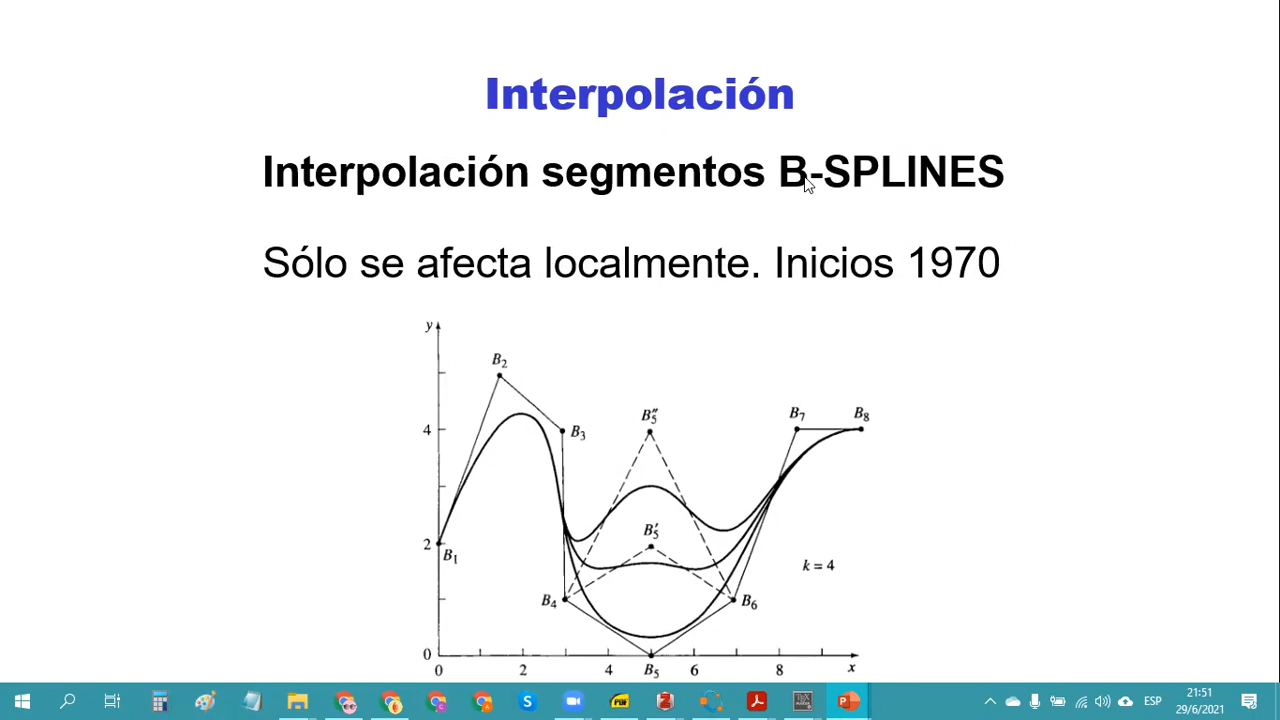 Interpolación
Interpolación segmentos B-SPLINES
Sólo se afecta localmente. Inicios 1970
y
B2
B5″
B7
B8
4
B3
B5′
2
B1
k = 4
B4
B6
0
0
2
4
B5
6
8
x
ESP
21:51
29/6/2021